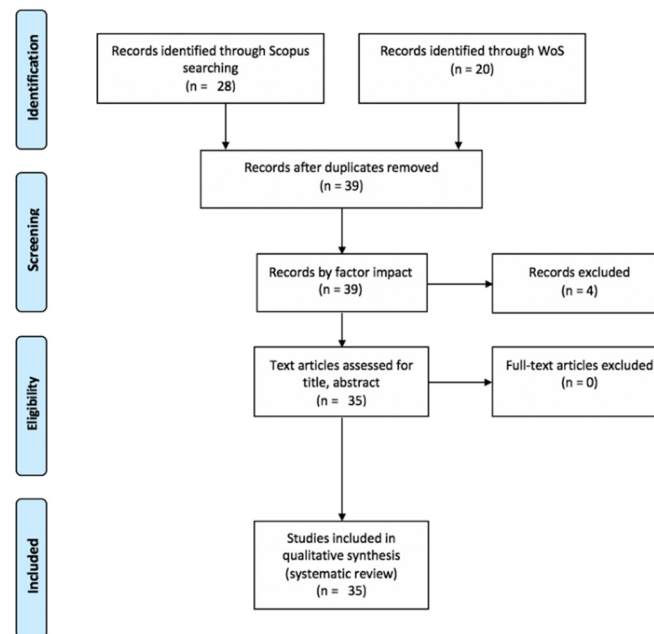 Identification
Records identified through Scopus
searching
(n = 28)
Records identified through WoS
(n = 20)
Records after duplicates removed
(n = 39)
Screening
Records by factor impact
(n = 39)
Records excluded
(n = 4)
Eligibility
Text articles assessed for
title, abstract
(n = 35)
Full-text articles excluded
(n = 0)
Included
Studies included in
qualitative synthesis
(systematic review)
(n = 35)